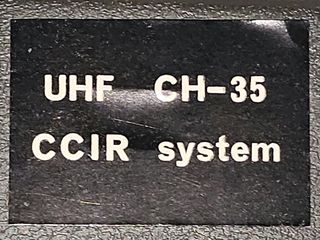 UHF CH-35
CCIR system